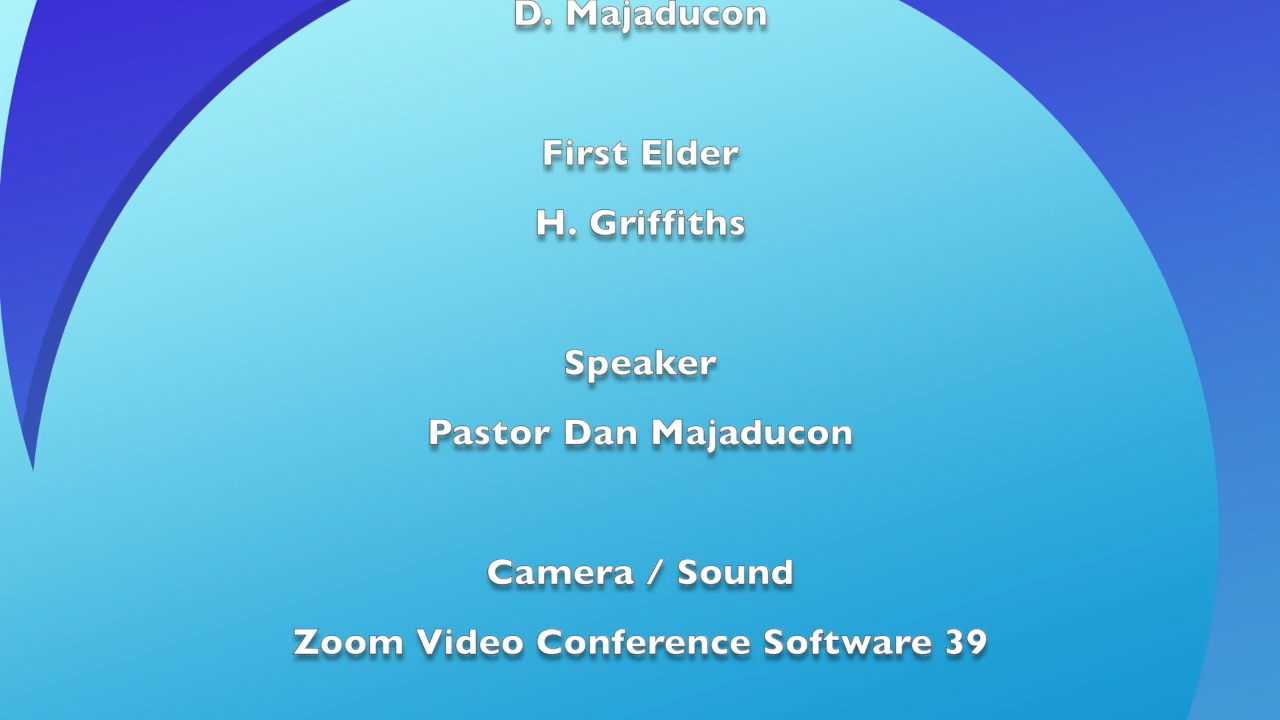 D. Majaducon
First Elder
H. Griffiths
Speaker
Pastor Dan Majaducon
Camera / Sound
Zoom Video Conference Software 39